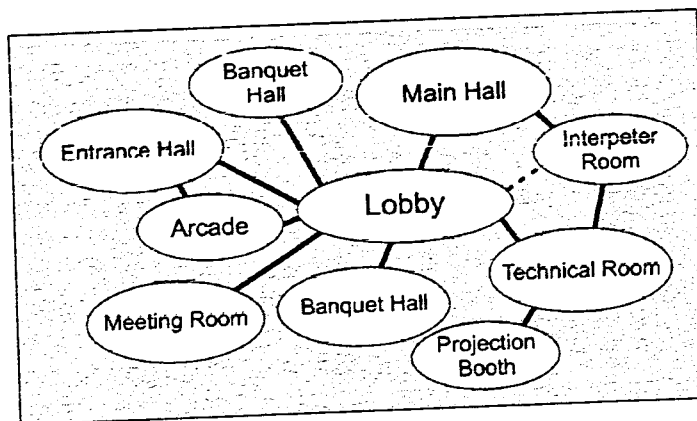 Banquet
Hall
Main Hall
Entrance Hall
Interpeter
Room
Arcade
Lobby
Technical Room
Meeting Room
Banquet Hall
Projection
Booth